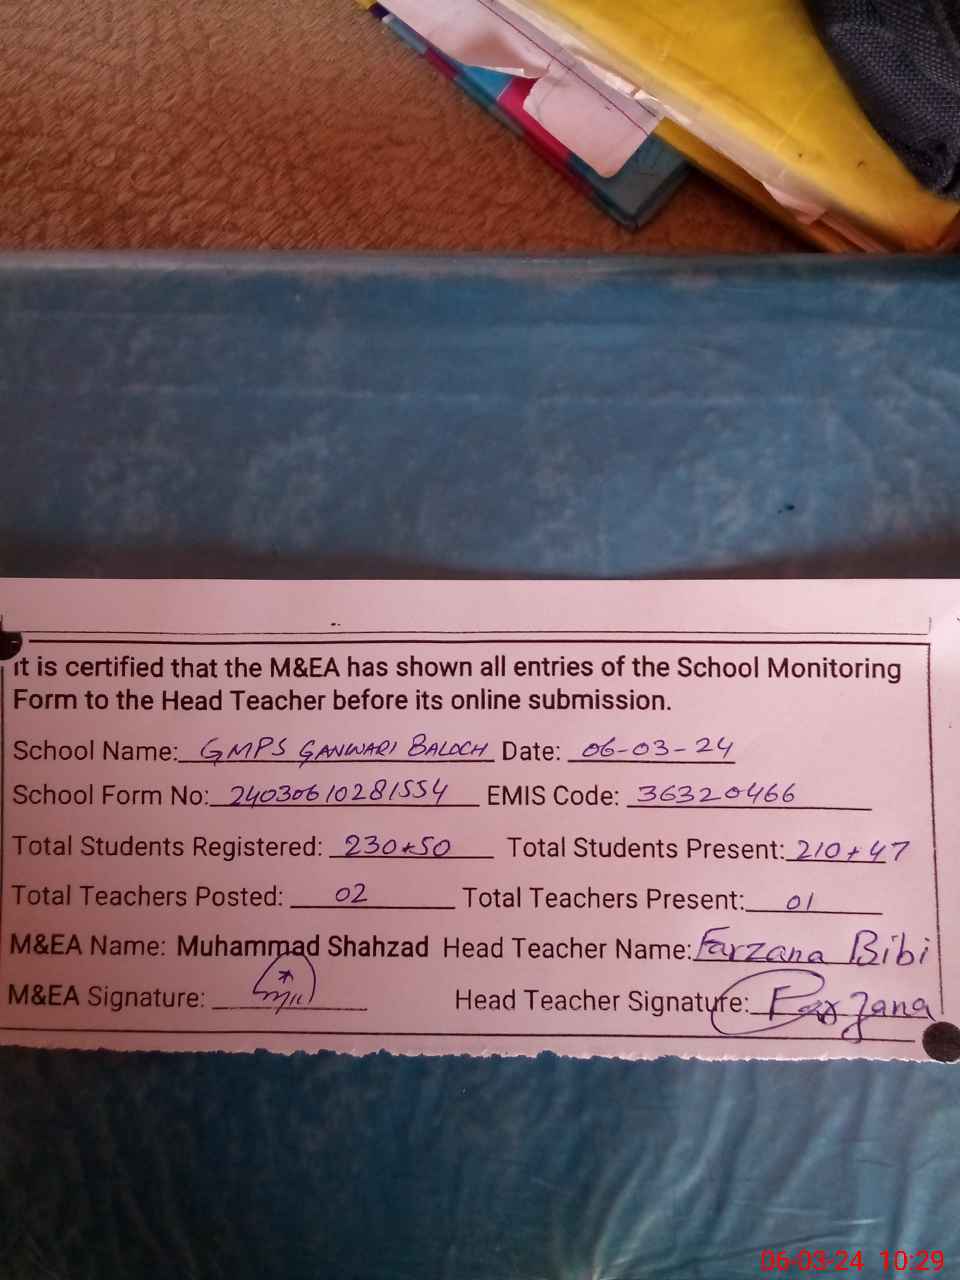 it is certified that the M&EA has shown all entries of the School Monitoring
Form to the Head Teacher before its online submission.
School Name: GMPS GANWARI BALOCH Date: 06-03-24
School Form No: 24030610281554 EMIS Code: 36320466
Total Students Registered: 230+50 Total Students Present: 210+47
Total Teachers Posted: 02 Total Teachers Present: 01
M&EA Name: Muhammad Shahzad Head Teacher Name: Farzana Bibi
M&EA Signature: Head Teacher Signature: Farzana
06-03-24 10:29